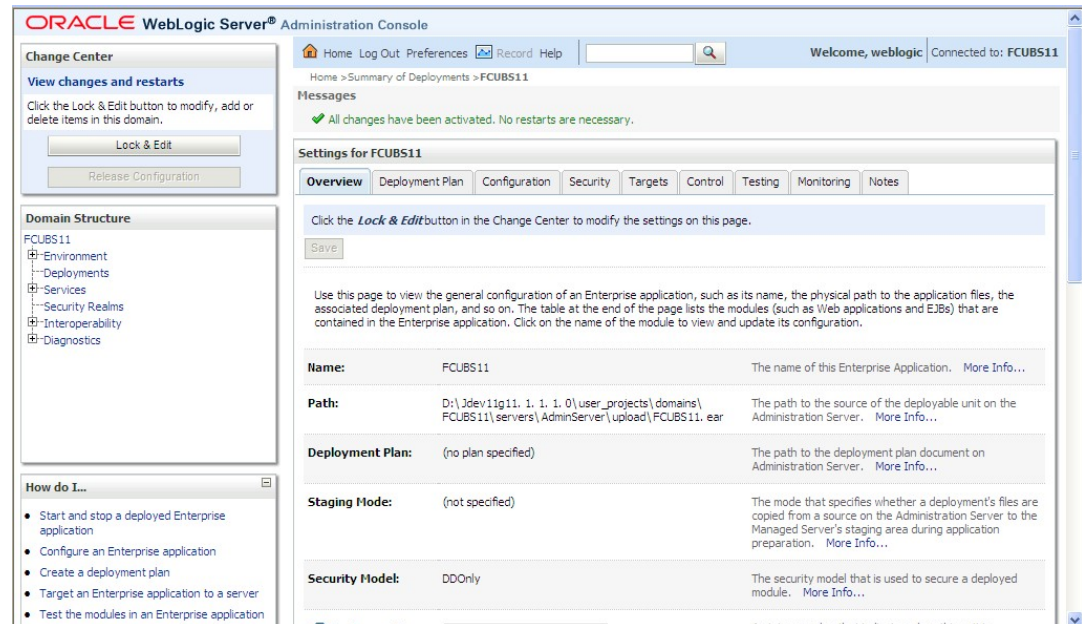 ORACLE WebLogic Server® Administration Console
Change Center
View changes and restarts
Click the Lock & Edit button to modify, add or
delete items in this domain.
Lock & Edit
Release Configuration
Domain Structure
FCUBS11
Environment
Deployments
Services
Security Realms
Interoperability
Diagnostics
How do I...
Start and stop a deployed Enterprise
application
Configure an Enterprise application
Create a deployment plan
Target an Enterprise application to a server
Test the modules in an Enterprise application
Home Log Out Preferences Record Help
Welcome, weblogic Connected to: FCUBS11
Home >Summary of Deployments >FCUBS11
Messages
All changes have been activated. No restarts are necessary.
Settings for FCUBS11
Overview Deployment Plan Configuration Security Targets Control Testing Monitoring Notes
Click the Lock & Edit button in the Change Center to modify the settings on this page.
Save
Use this page to view the general configuration of an Enterprise application, such as its name, the physical path to the application files, the
associated deployment plan, and so on. The table at the end of the page lists the modules (such as Web applications and EJBs) that are
contained in the Enterprise application. Click on the name of the module to view and update its configuration.
Name: FCUBS11 The name of this Enterprise Application. More Info...
Path: D:\Jdev11g11. 1. 1. 1. 0\user_projects\domains\ The path to the source of the deployable unit on the
FCUBS11\servers\AdminServer\upload\FCUBS11. ear Administration Server. More Info...
Deployment Plan: (no plan specified) The path to the deployment plan document on
Administration Server. More Info...
Staging Mode: (not specified) The mode that specifies whether a deployment's files are
copied from a source on the Administration Server to the
Managed Server's staging area during application
preparation. More Info...
Security Model: DDOnly The security model that is used to secure a deployed
module. More Info...